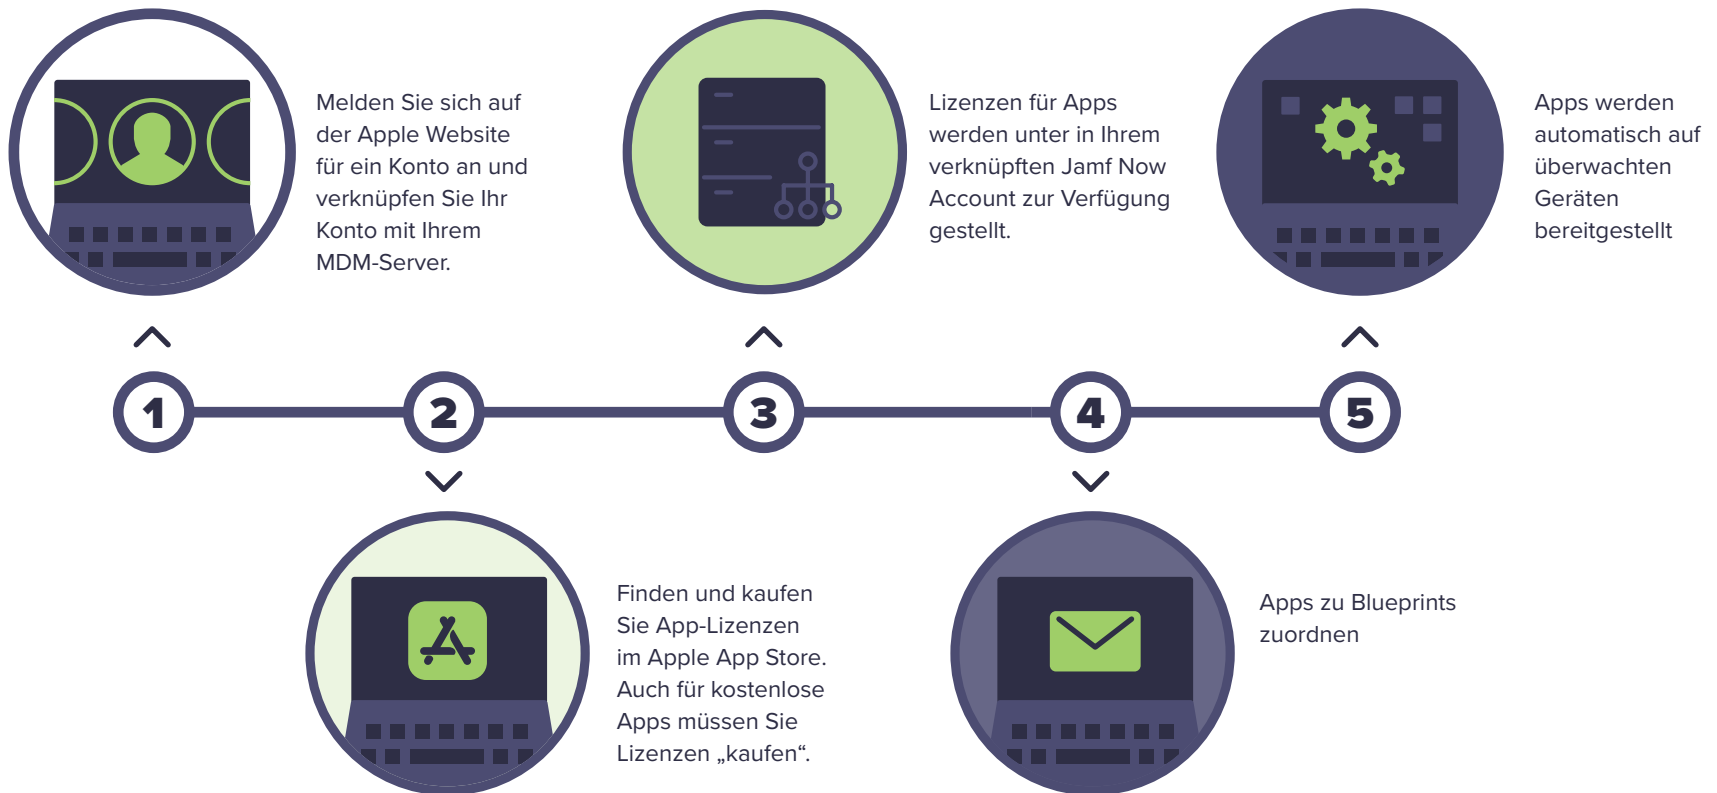 Melden Sie sich auf
der Apple Website
für ein Konto an und
verknüpfen Sie Ihr
Konto mit Ihrem
MDM-Server.
Lizenzen für Apps
werden unter in Ihrem
verknüpften Jamf Now
Account zur Verfügung
gestellt.
Apps werden
automatisch auf
überwachten
Geräten
bereitgestellt
1
2
3
4
5
Finden und kaufen
Sie App-Lizenzen
im Apple App Store.
Auch für kostenlose
Apps müssen Sie
Lizenzen „kaufen“.
Apps zu Blueprints
zuordnen